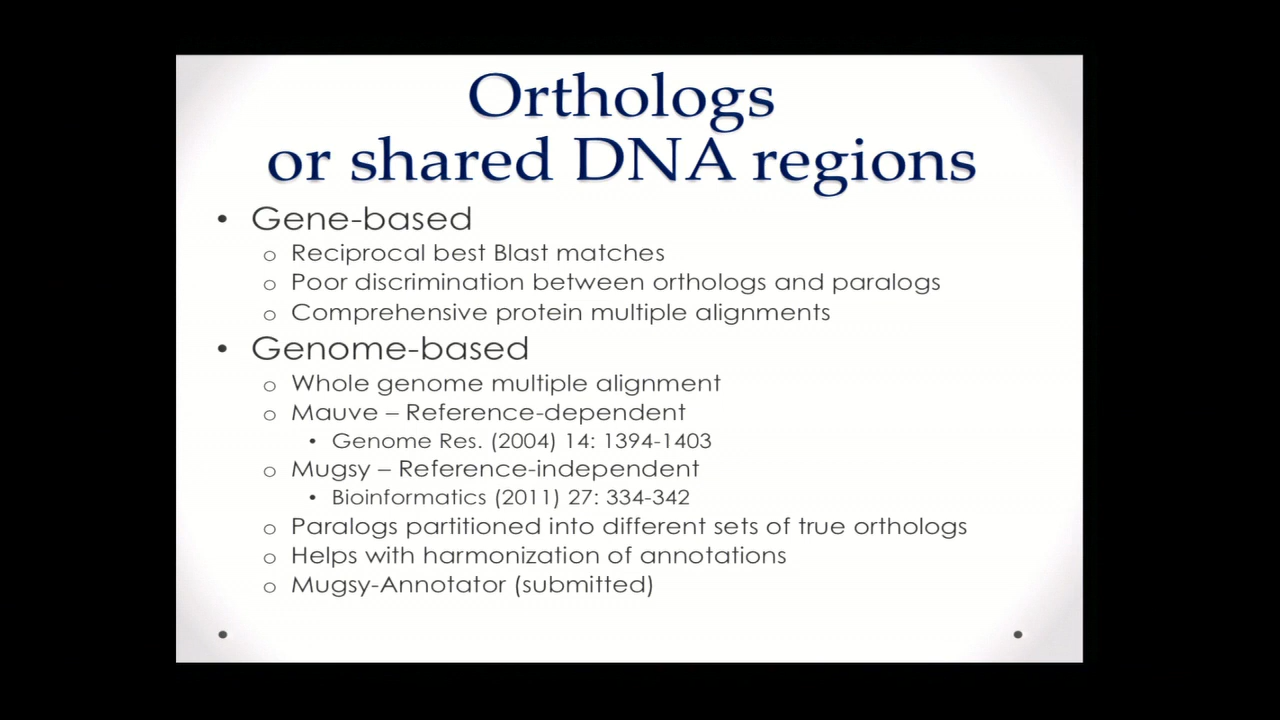 Orthologs
or shared DNA regions
• Gene-based
o Reciprocal best Blast matches
o Poor discrimination between orthologs and paralogs
o Comprehensive protein multiple alignments
• Genome-based
o Whole genome multiple alignment
o Mauve – Reference-dependent
• Genome Res. (2004) 14: 1394-1403
o Mugsy – Reference-independent
• Bioinformatics (2011) 27: 334-342
o Paralogs partitioned into different sets of true orthologs
o Helps with harmonization of annotations
o Mugsy-Annotator (submitted)